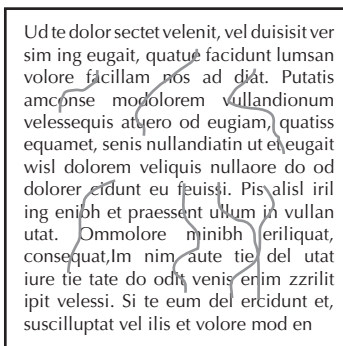 Ud te dolor sectet velenit, vel duisisit ver
sim ing eugait, quatue facidunt lumsan
volore facillam nos ad diat. Putatis
amconse modolorem vullandionum
velessequis atuero od eugiam, quatiss
equamet, senis nullandiatin ut et eugait
wisl dolorem veliquis nullaore do od
dolorer cidunt eu feuissi. Pis alisl iril
ing enibh et praessent ullum in vullan
utat. Ommolore minibh eriliquat,
consequat,Im nim aute tie del utat
iure tie tate do odit venis enim zzrilit
ipit velessi. Si te eum del ercidunt et,
suscilluptat vel ilis et volore mod en